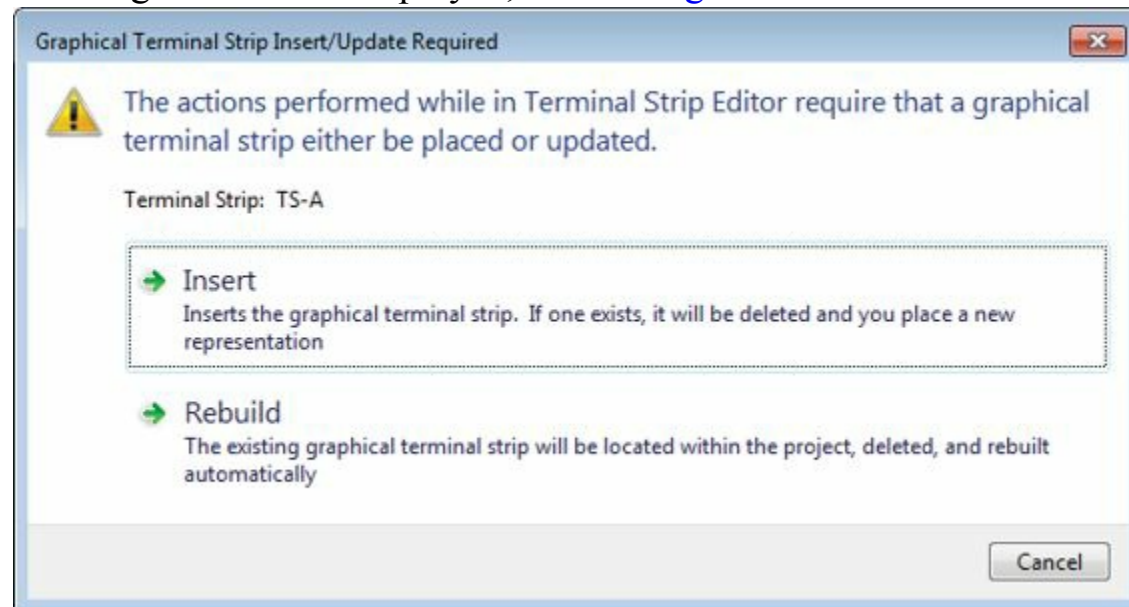 Graphical Terminal Strip Insert/Update Required
The actions performed while in Terminal Strip Editor require that a graphical
terminal strip either be placed or updated.
Terminal Strip: TS-A
Insert
Inserts the graphical terminal strip. If one exists, it will be deleted and you place a new
representation
Rebuild
The existing graphical terminal strip will be located within the project, deleted, and rebuilt
automatically
Cancel